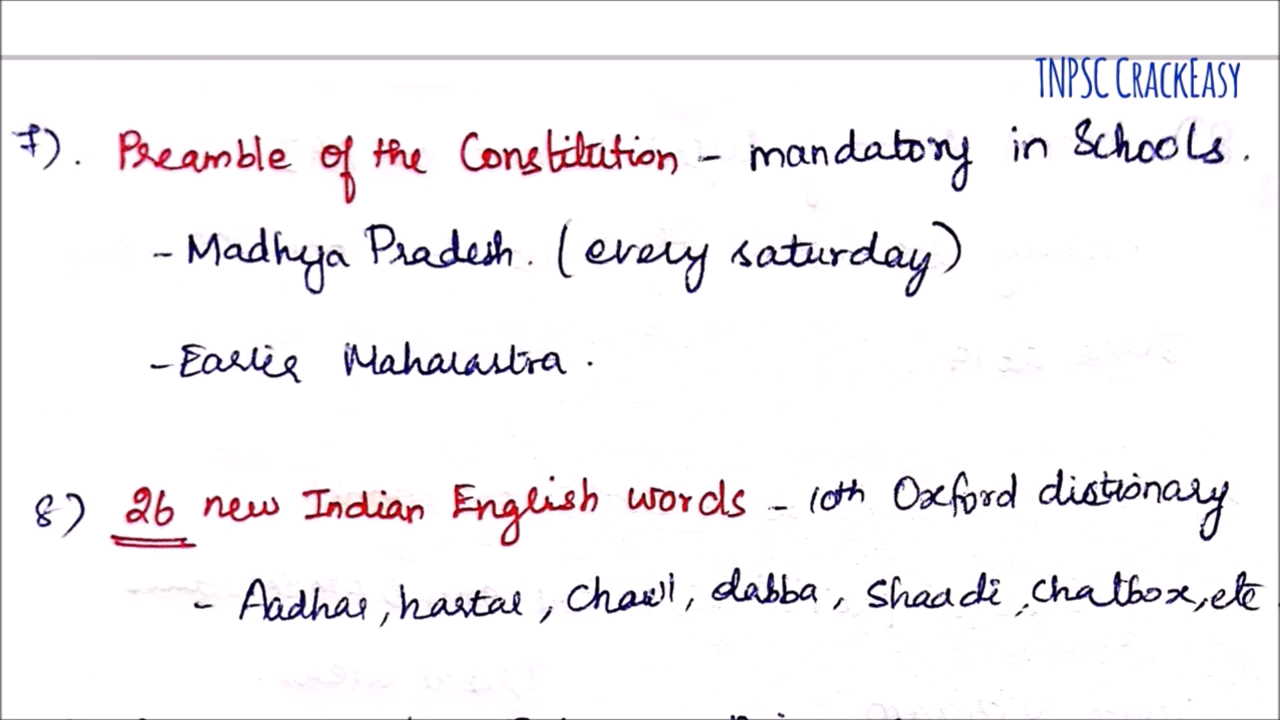 TNPSC CRACKEASY
7). Preamble of the Constitution - mandatory in Schools.
- Madhya Pradesh. (every saturday)
- Earlier Maharastra.
8) 26 new Indian English words - 10th Oxford distionary
- Aadhar, hartal, Chawl, dabba, Shaadi, Chatbox, etc